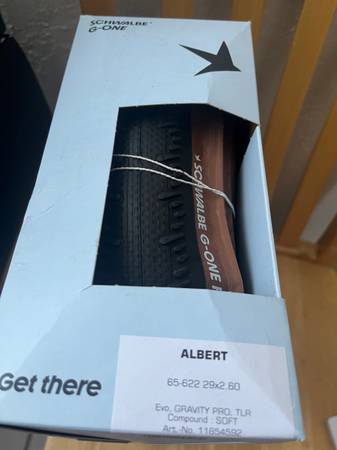 SCHWALBE
G-ONE
SCHWALBE G-ONE
Get there
ALBERT
65-622 29x2.60
Evo, GRAVITY PRO, TLR
Compound : SOFT
Art.-No. 11654592